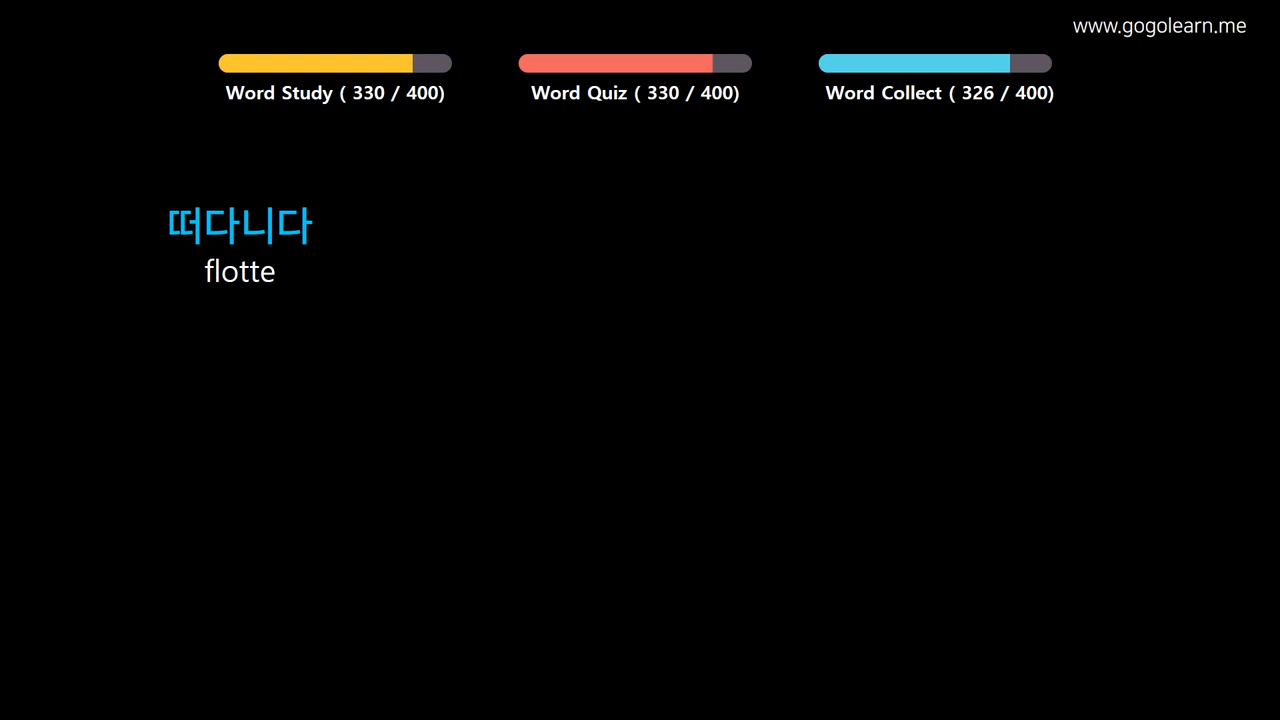 www.gogolearn.me
Word Study ( 330 / 400)
Word Quiz ( 330 / 400)
Word Collect ( 326 / 400)
떠다니다
flotte